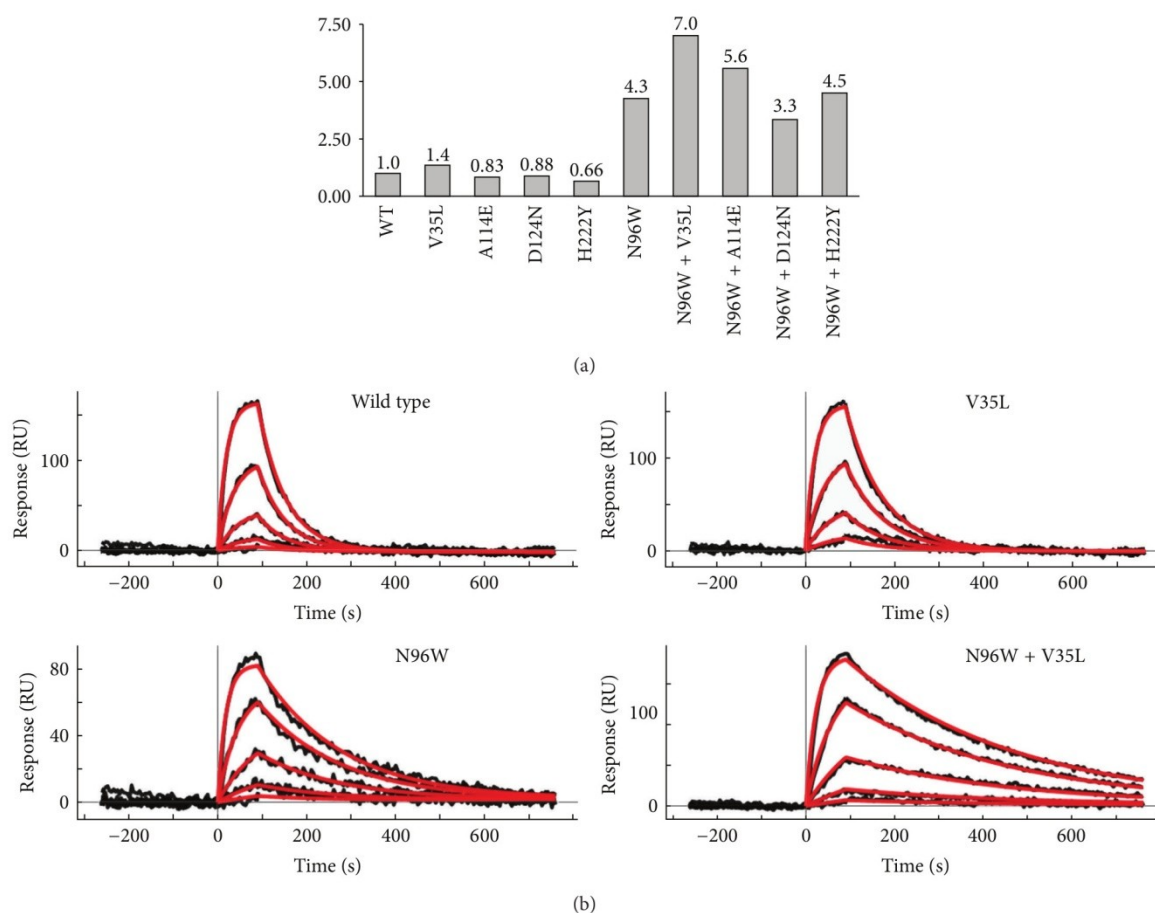 7.50
5.00
2.50
0.00
1.0
1.4
0.83
0.88
0.66
4.3
7.0
5.6
3.3
4.5
WT
V35L
A114E
D124N
H222Y
N96W
N96W + V35L
N96W + A114E
N96W + D124N
N96W + H222Y
(a)
Wild type
Response (RU)
100
0
−200 0 200 400 600
Time (s)
V35L
Response (RU)
100
0
−200 0 200 400 600
Time (s)
N96W
Response (RU)
80
40
0
−200 0 200 400 600
Time (s)
N96W + V35L
Response (RU)
100
0
−200 0 200 400 600
Time (s)
(b)